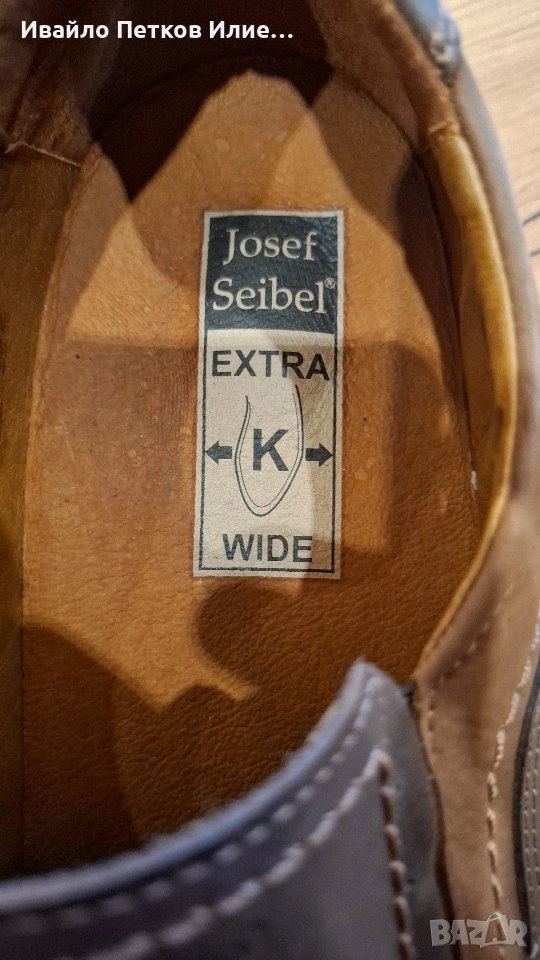 Ивайло Петков Илие...
Josef
Seibel®
EXTRA
K
WIDE
BAZAR